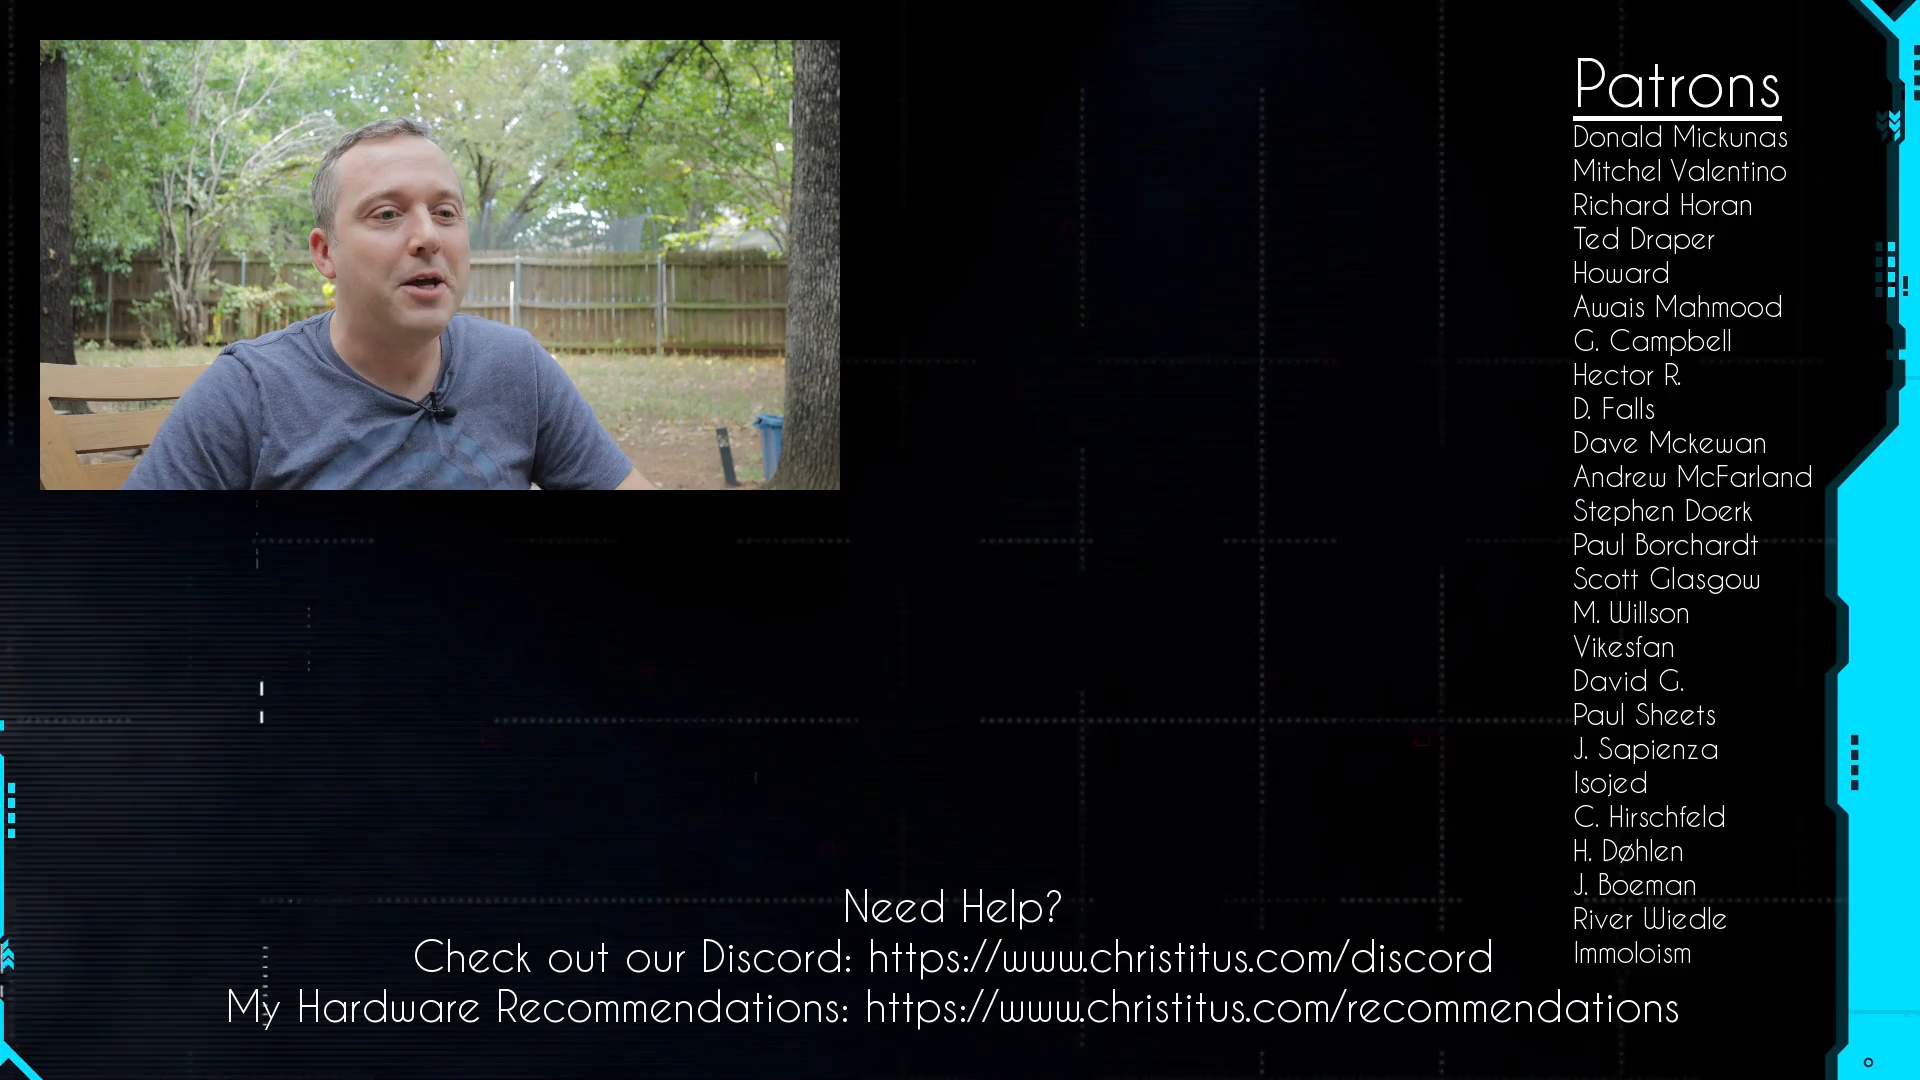 Patrons
Donald Mickunas
Mitchel Valentino
Richard Horan
Ted Draper
Howard
Awais Mahmood
G. Campbell
Hector R.
D. Falls
Dave Mckewan
Andrew McFarland
Stephen Doerk
Paul Borchardt
Scott Glasgow
M. Willson
Vikesfan
David G.
Paul Sheets
J. Sapienza
Isojed
C. Hirschfeld
H. Døhlen
J. Boeman
River Wiedle
Immoloism
Need Help?
Check out our Discord: https://www.christitus.com/discord
My Hardware Recommendations: https://www.christitus.com/recommendations